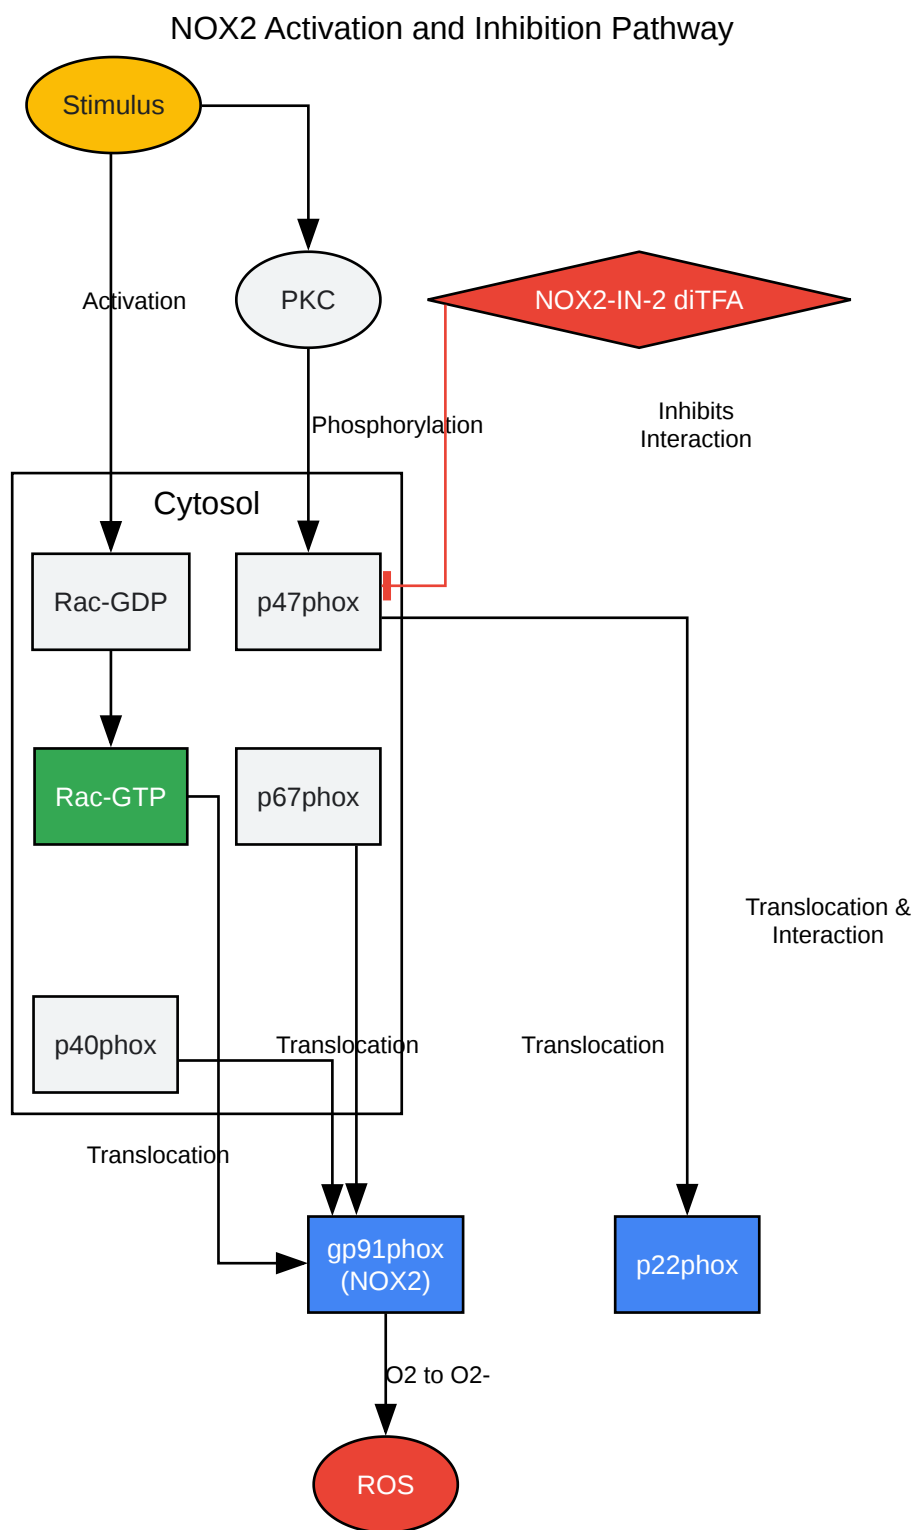 NOX2 Activation and Inhibition Pathway
Stimulus
PKC
NOX2-IN-2 diTFA
Activation
Inhibits
Interaction
Phosphorylation
Cytosol
Rac-GDP
p47phox
Rac-GTP
p67phox
Translocation &
Interaction
p40phox
Translocation
Translocation
Translocation
gp91phox
(NOX2)
p22phox
O2 to O2-
ROS